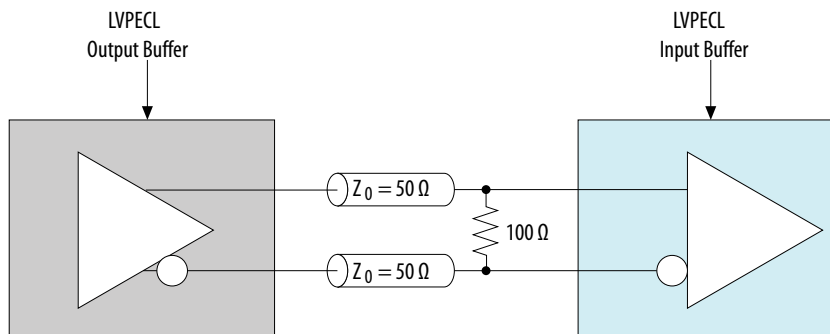 LVPECL
Output Buffer
LVPECL
Input Buffer
Z0 = 50 Ω
100 Ω
Z0 = 50 Ω